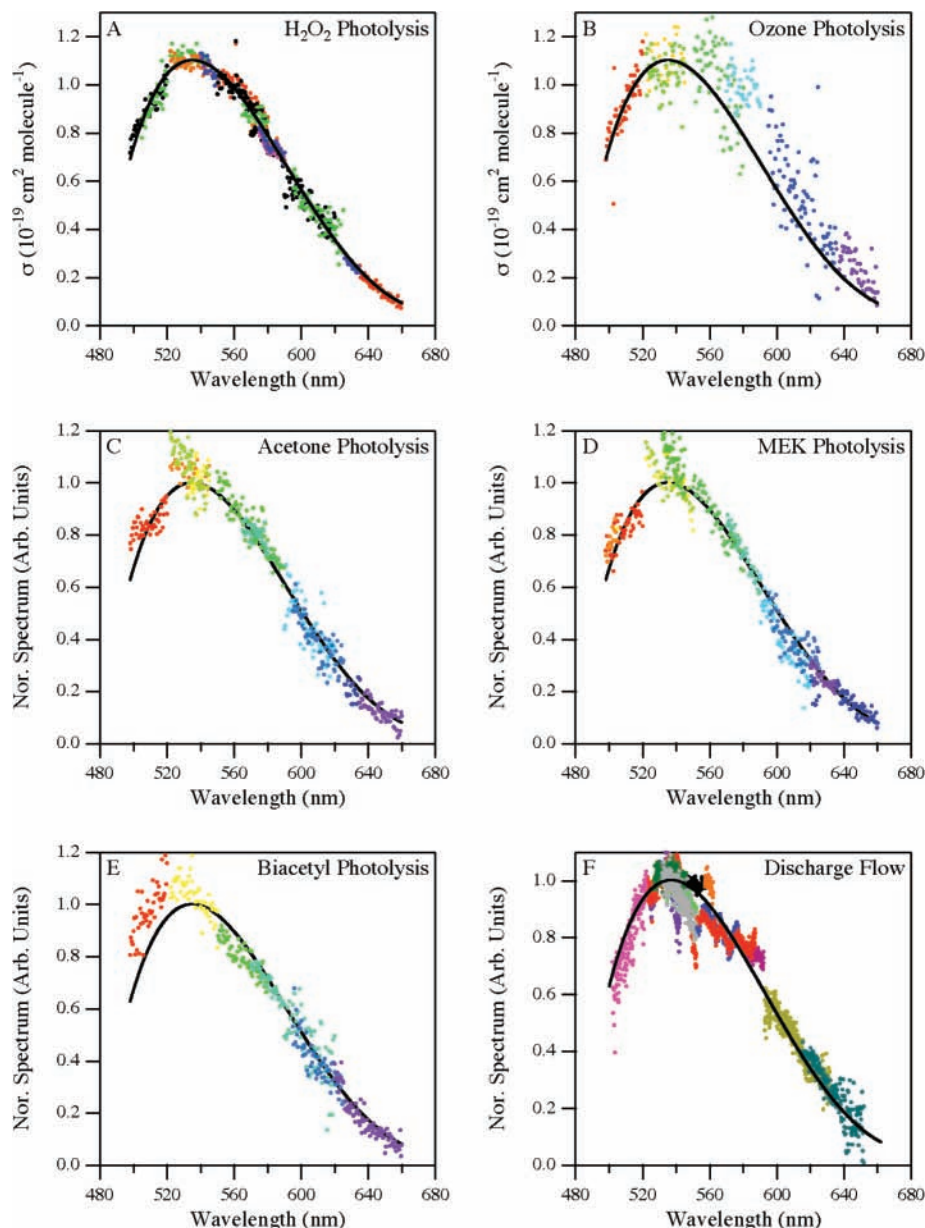 A H₂O₂ Photolysis
σ (10⁻¹⁹ cm² molecule⁻¹)
1.2
1.0
0.8
0.6
0.4
0.2
0.0
480 520 560 600 640 680
Wavelength (nm)
B Ozone Photolysis
σ (10⁻¹⁹ cm² molecule⁻¹)
1.2
1.0
0.8
0.6
0.4
0.2
0.0
480 520 560 600 640 680
Wavelength (nm)
C Acetone Photolysis
Nor. Spectrum (Arb. Units)
1.2
1.0
0.8
0.6
0.4
0.2
0.0
480 520 560 600 640 680
Wavelength (nm)
D MEK Photolysis
Nor. Spectrum (Arb. Units)
1.2
1.0
0.8
0.6
0.4
0.2
0.0
480 520 560 600 640 680
Wavelength (nm)
E Biacetyl Photolysis
Nor. Spectrum (Arb. Units)
1.2
1.0
0.8
0.6
0.4
0.2
0.0
480 520 560 600 640 680
Wavelength (nm)
F Discharge Flow
Nor. Spectrum (Arb. Units)
1.2
1.0
0.8
0.6
0.4
0.2
0.0
480 520 560 600 640 680
Wavelength (nm)